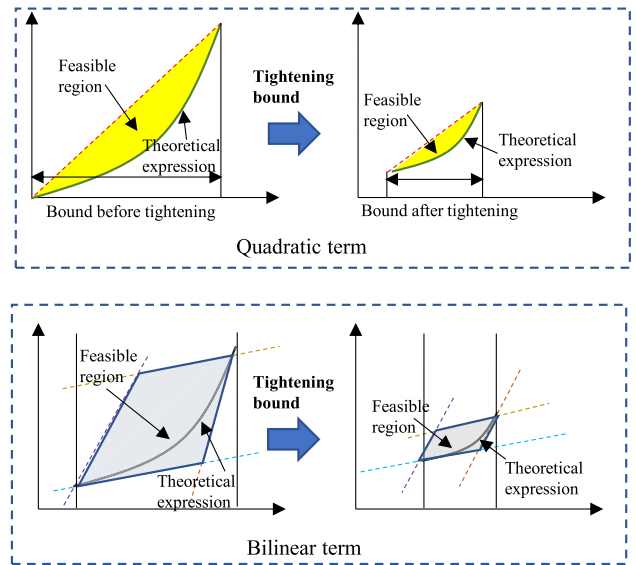 Feasible
region
Theoretical
expression
Bound before tightening
Tightening
bound
Feasible
region
Theoretical
expression
Bound after tightening
Quadratic term
Feasible
region
Theoretical
expression
Tightening
bound
Feasible
region
Theoretical
expression
Bilinear term